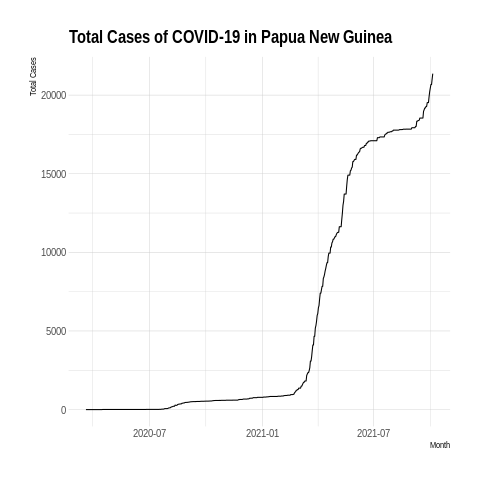 Total Cases of COVID-19 in Papua New Guinea
Total Cases
20000
15000
10000
5000
0
2020-07 2021-01 2021-07
Month